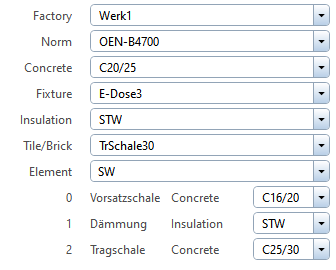 Factory Werk1
Norm OEN-B4700
Concrete C20/25
Fixture E-Dose3
Insulation STW
Tile/Brick TrSchale30
Element SW
0 Vorsatzschale Concrete C16/20
1 Dämmung Insulation STW
2 Tragschale Concrete C25/30